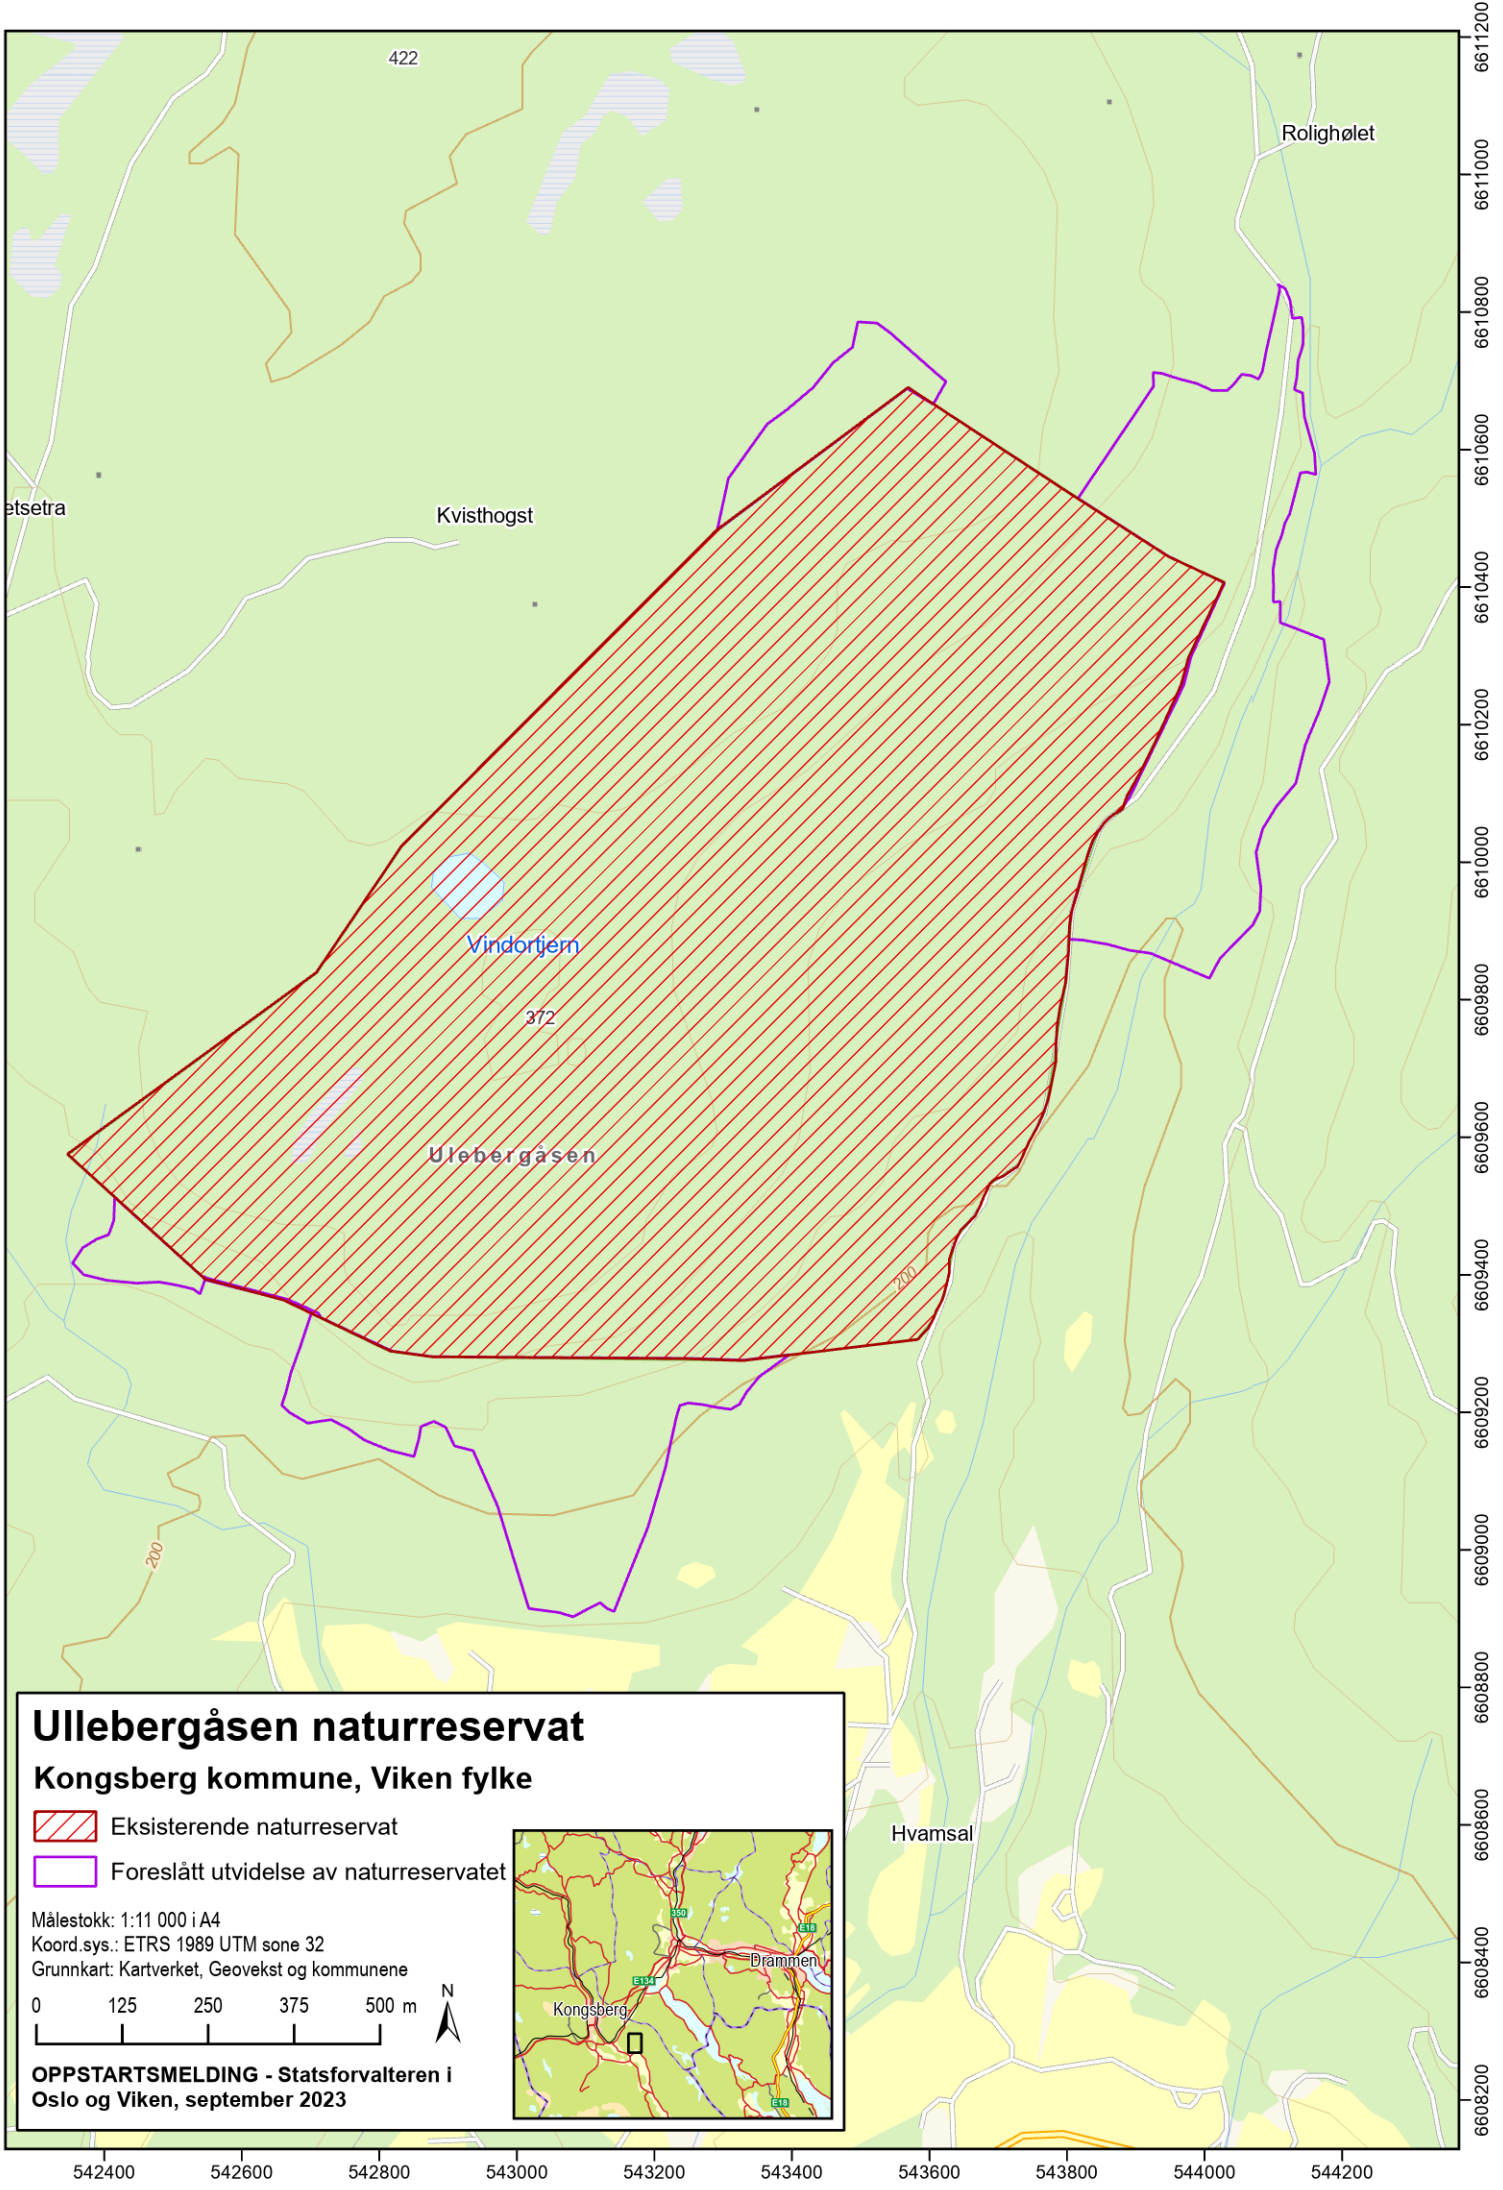 422
Rolighølet
etsetra
Kvisthogst
Vindortjern
372
Ulebergåsen
200
200
Hvamsal
6611200
6611000
6610800
6610600
6610400
6610200
6610000
6609800
6609600
6609400
6609200
6609000
6608800
6608600
6608400
6608200
Ullebergåsen naturreservat
Kongsberg kommune, Viken fylke
Eksisterende naturreservat
Foreslått utvidelse av naturreservatet
Målestokk: 1:11 000 i A4
Koord.sys.: ETRS 1989 UTM sone 32
Grunnkart: Kartverket, Geovekst og kommunene
N
0 125 250 375 500 m
OPPSTARTSMELDING - Statsforvalteren i
Oslo og Viken, september 2023
350
E18
Drammen
E134
Kongsberg
E18
542400 542600 542800 543000 543200 543400 543600 543800 544000 544200